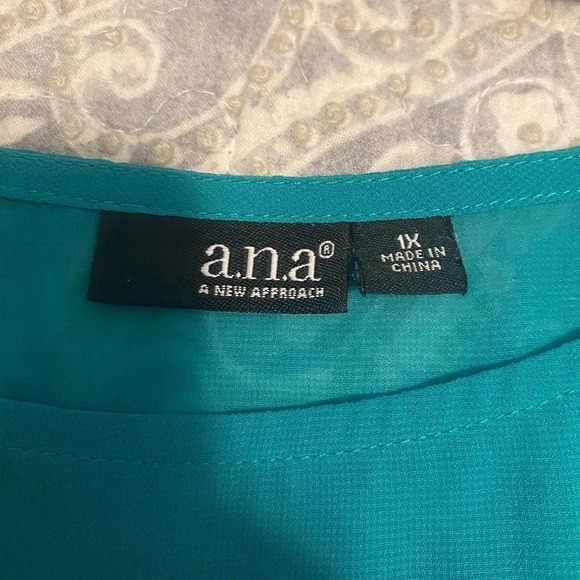 a.n.a®
A NEW APPROACH
1X
MADE IN
CHINA